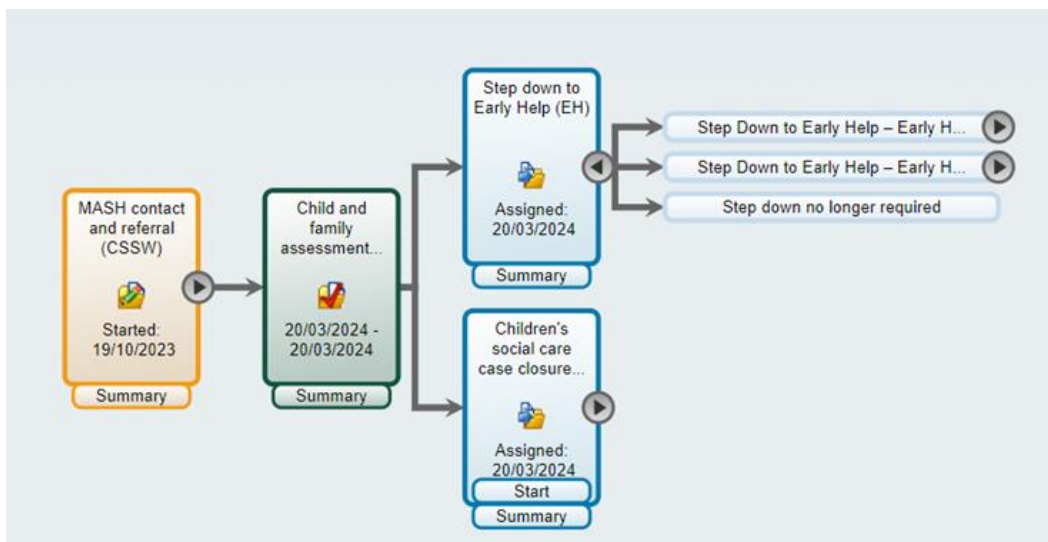 MASH contact
and referral
(CSSW)
Started:
19/10/2023
Summary
Child and
family
assessment...
20/03/2024 -
20/03/2024
Summary
Step down to
Early Help (EH)
Assigned:
20/03/2024
Summary
Step Down to Early Help – Early H...
Step Down to Early Help – Early H...
Step down no longer required
Children's
social care
case closure...
Assigned:
20/03/2024
Start
Summary